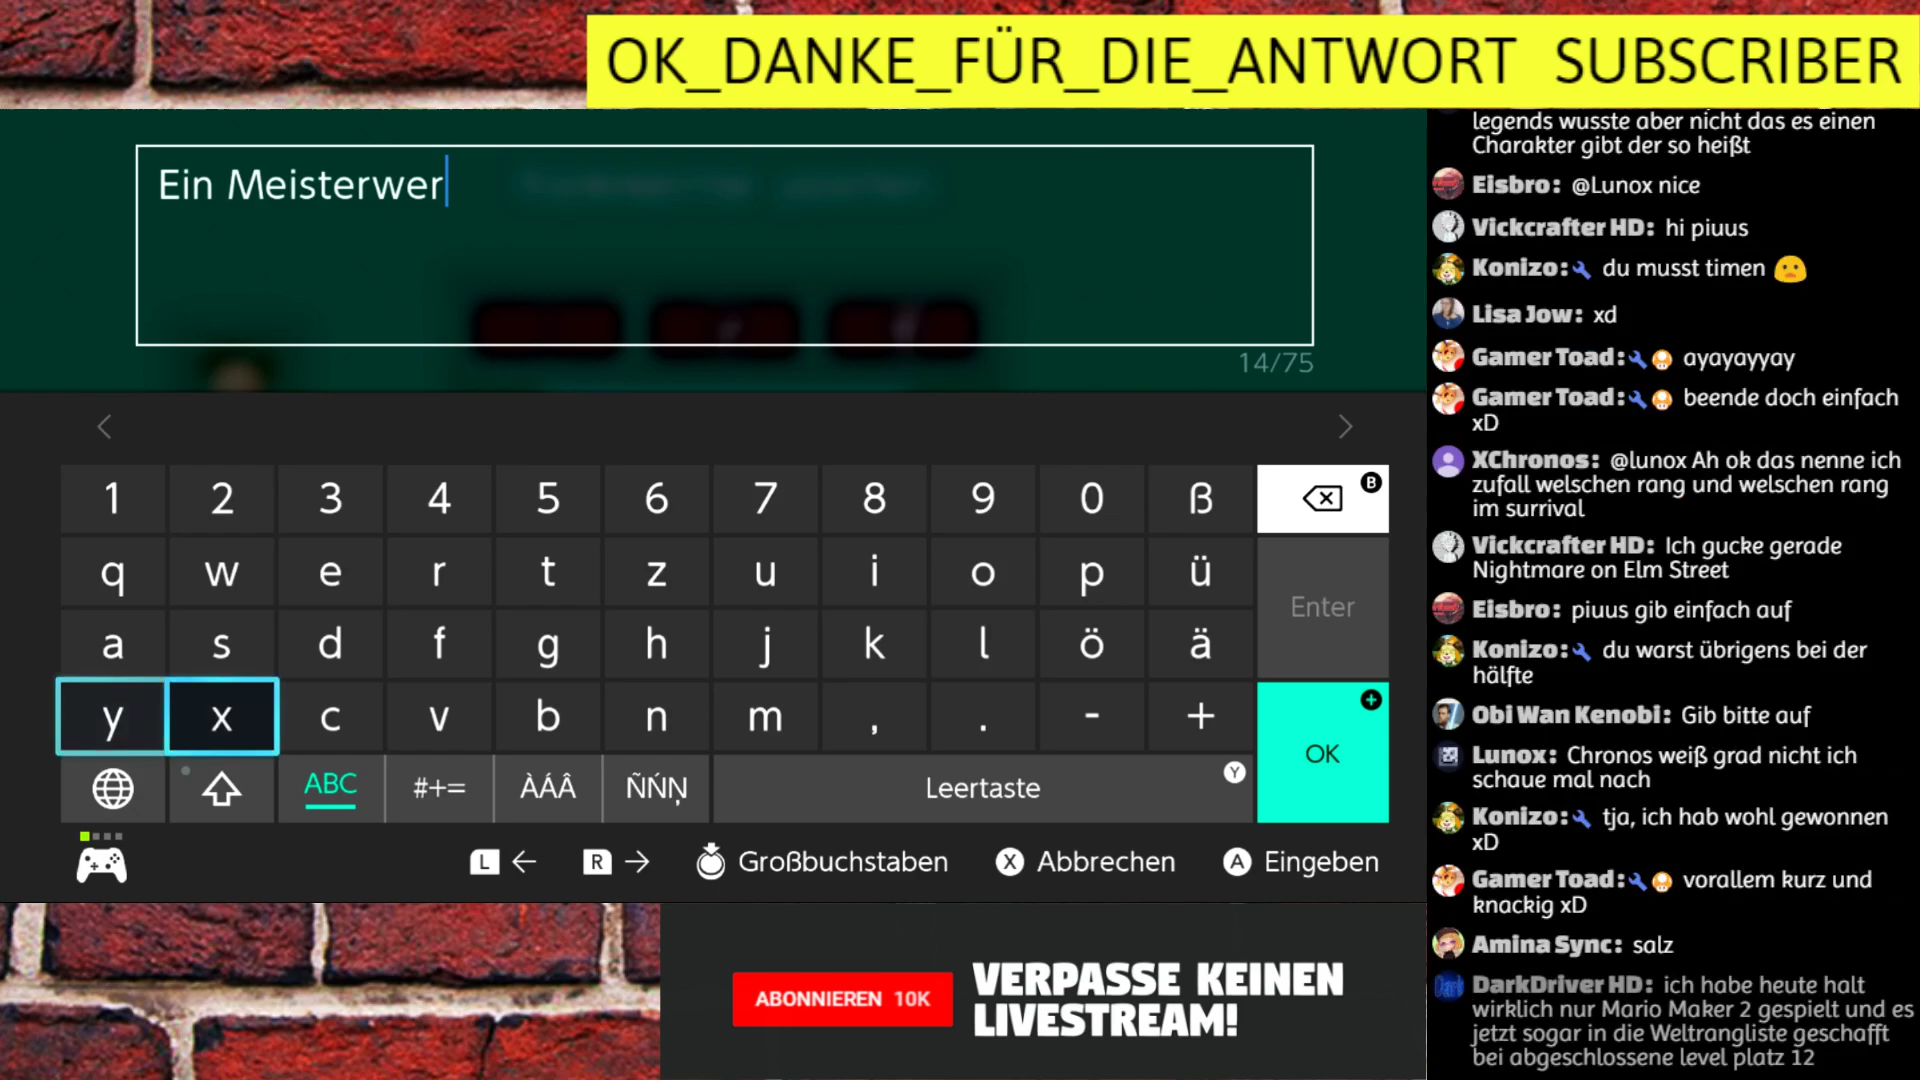 OK_DANKE_FÜR_DIE_ANTWORT SUBSCRIBER
Ein Meisterwer
14/75
1 2 3 4 5 6 7 8 9 0 ß B
q w e r t z u i o p ü
Enter
a s d f g h j k l ö ä
y x c v b n m , . - +
OK
ABC #+= ÀÁÂ ÑŃŅ Leertaste Y
L ← R → Großbuchstaben X Abbrechen A Eingeben
ABONNIEREN 10K
VERPASSE KEINEN
LIVESTREAM!
legends wusste aber nicht das es einen
Charakter gibt der so heißt
Eisbro: @Lunox nice
Vickcrafter HD: hi piuus
Konizo: du musst timen
Lisa Jow: xd
Gamer Toad: ayayayyay
Gamer Toad: beende doch einfach
xD
XChronos: @lunox Ah ok das nenne ich
zufall welschen rang und welschen rang
im surrival
Vickcrafter HD: Ich gucke gerade
Nightmare on Elm Street
Eisbro: piuus gib einfach auf
Konizo: du warst übrigens bei der
hälfte
Obi Wan Kenobi: Gib bitte auf
Lunox: Chronos weiß grad nicht ich
schaue mal nach
Konizo: tja, ich hab wohl gewonnen
xD
Gamer Toad: vorallem kurz und
knackig xD
Amina Sync: salz
DarkDriver HD: ich habe heute halt
wirklich nur Mario Maker 2 gespielt und es
jetzt sogar in die Weltrangliste geschafft
bei abgeschlossene level platz 12